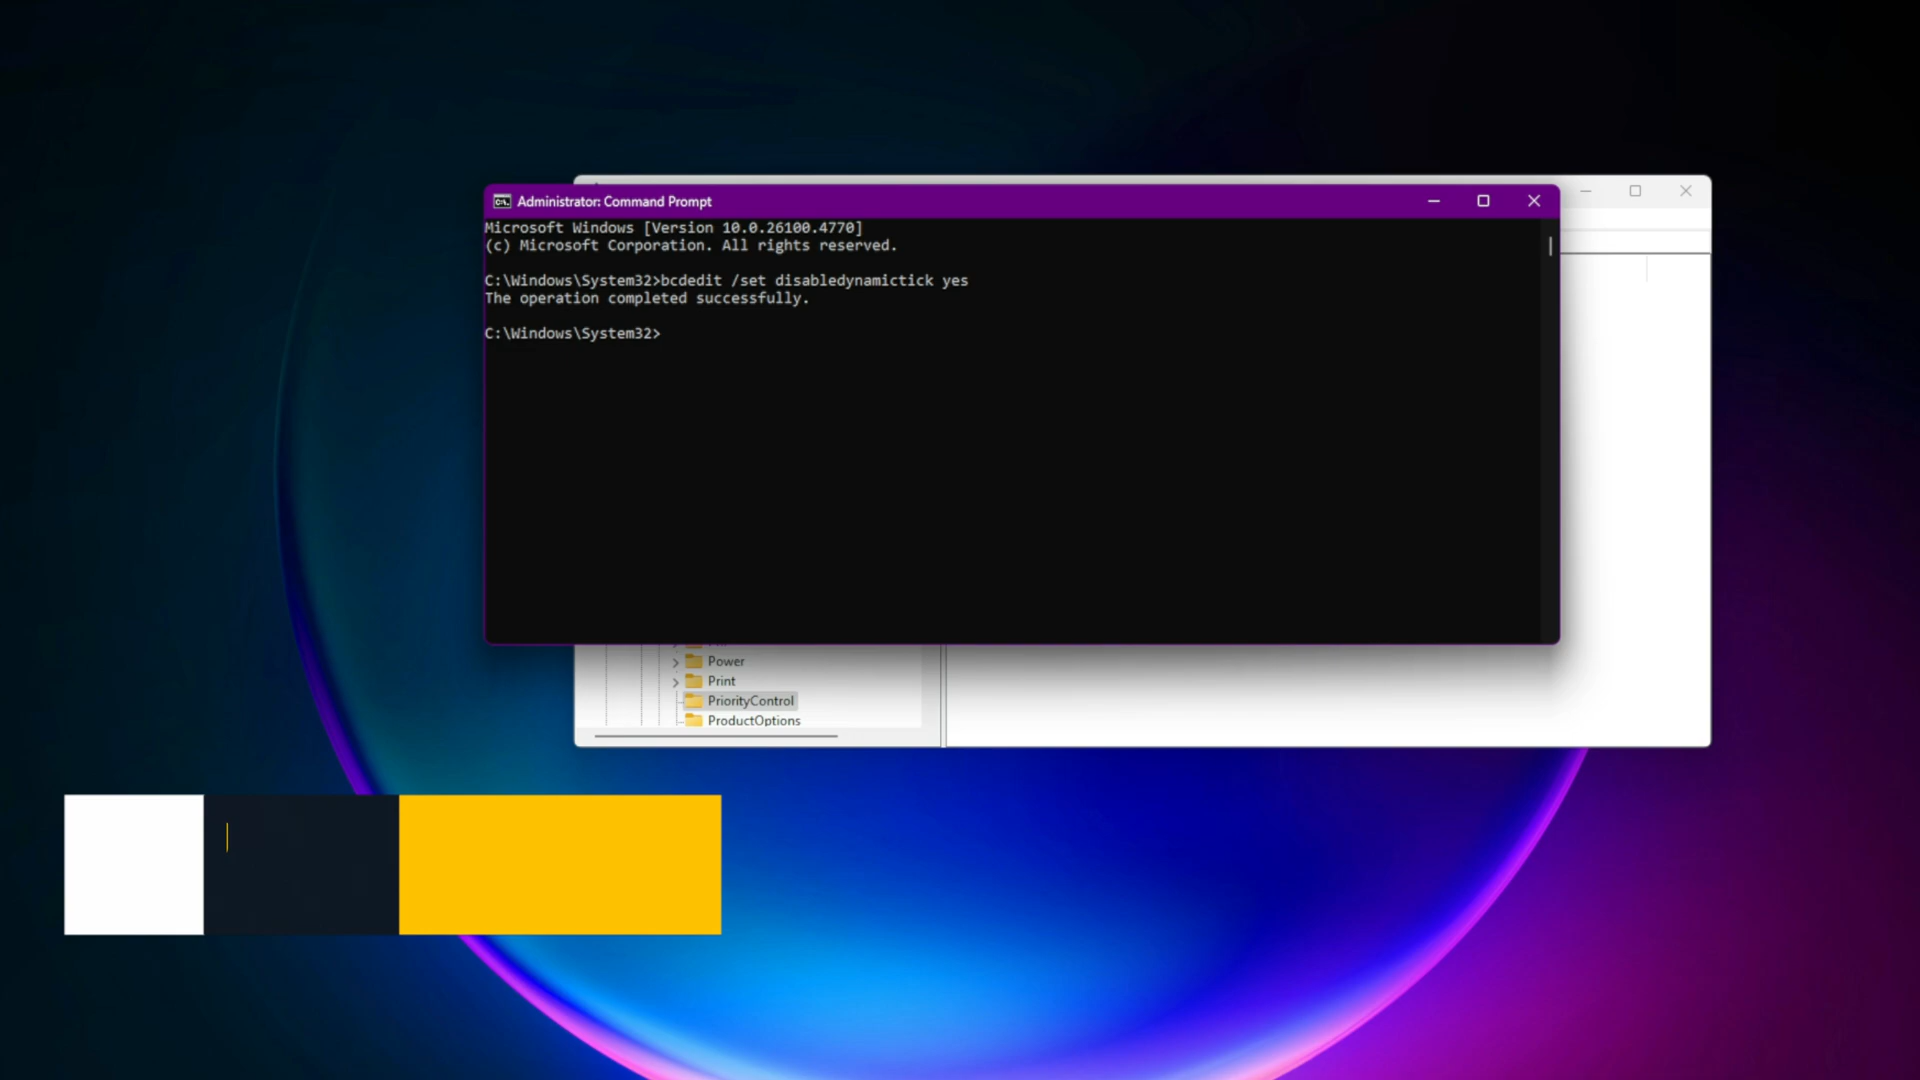 Administrator: Command Prompt
Microsoft Windows [Version 10.0.26100.4770]
(c) Microsoft Corporation. All rights reserved.
C:\Windows\System32>bcdedit /set disabledynamictick yes
The operation completed successfully.
C:\Windows\System32>
Power
Print
PriorityControl
ProductOptions